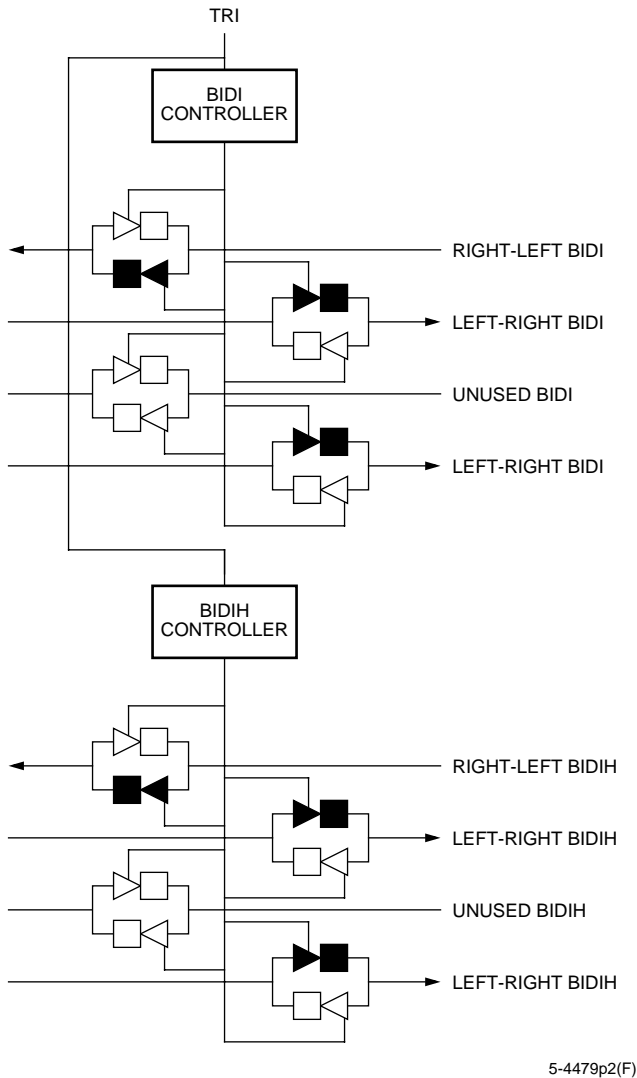 TRI
BIDI
CONTROLLER
RIGHT-LEFT BIDI
LEFT-RIGHT BIDI
UNUSED BIDI
LEFT-RIGHT BIDI
BIDIH
CONTROLLER
RIGHT-LEFT BIDIH
LEFT-RIGHT BIDIH
UNUSED BIDIH
LEFT-RIGHT BIDIH
5-4479p2(F)